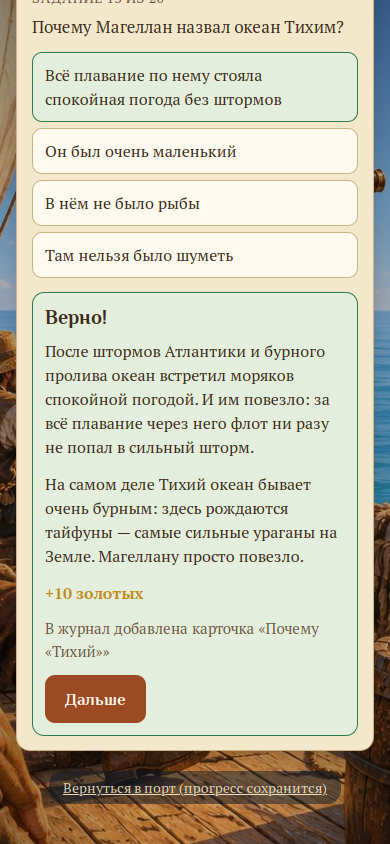 ЗАДАНИЕ 15 ИЗ 20
Почему Магеллан назвал океан Тихим?
Всё плавание по нему стояла
спокойная погода без штормов
Он был очень маленький
В нём не было рыбы
Там нельзя было шуметь
Верно!
После штормов Атлантики и бурного
пролива океан встретил моряков
спокойной погодой. И им повезло: за
всё плавание через него флот ни разу
не попал в сильный шторм.
На самом деле Тихий океан бывает
очень бурным: здесь рождаются
тайфуны — самые сильные ураганы на
Земле. Магеллану просто повезло.
+10 золотых
В журнал добавлена карточка «Почему
«Тихий»»
Дальше
Вернуться в порт (прогресс сохранится)